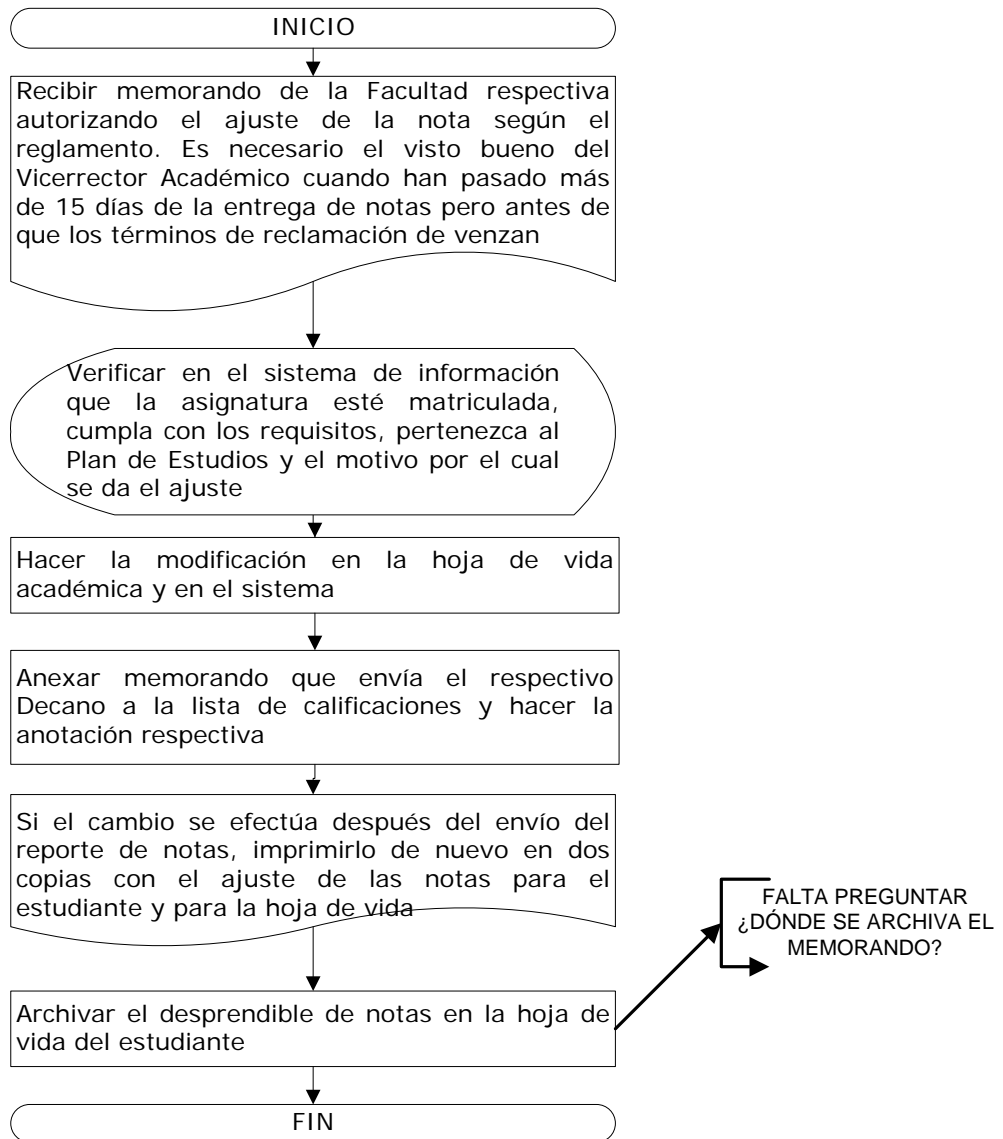 INICIO
Recibir memorando de la Facultad respectiva
autorizando el ajuste de la nota según el
reglamento. Es necesario el visto bueno del
Vicerrector Académico cuando han pasado más
de 15 días de la entrega de notas pero antes de
que los términos de reclamación de venzan
Verificar en el sistema de información
que la asignatura esté matriculada,
cumpla con los requisitos, pertenezca al
Plan de Estudios y el motivo por el cual
se da el ajuste
Hacer la modificación en la hoja de vida
académica y en el sistema
Anexar memorando que envía el respectivo
Decano a la lista de calificaciones y hacer la
anotación respectiva
Si el cambio se efectúa después del envío del
reporte de notas, imprimirlo de nuevo en dos
copias con el ajuste de las notas para el
estudiante y para la hoja de vida
FALTA PREGUNTAR
¿DÓNDE SE ARCHIVA EL
MEMORANDO?
Archivar el desprendible de notas en la hoja de
vida del estudiante
FIN